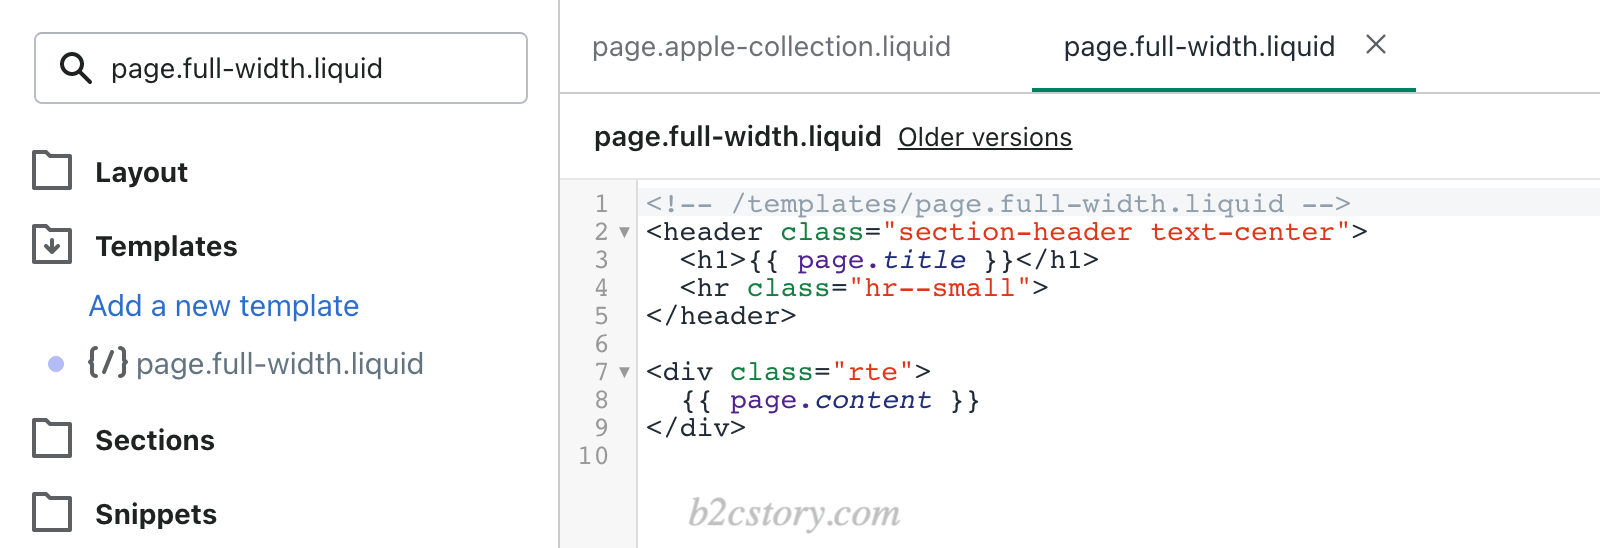 page.full-width.liquid
Layout
Templates
Add a new template
{/} page.full-width.liquid
Sections
Snippets
page.apple-collection.liquid
page.full-width.liquid
page.full-width.liquid Older versions
1 <!-- /templates/page.full-width.liquid -->
2 <header class="section-header text-center">
3   <h1>{{ page.title }}</h1>
4   <hr class="hr--small">
5 </header>
6
7 <div class="rte">
8   {{ page.content }}
9 </div>
10
b2cstory.com